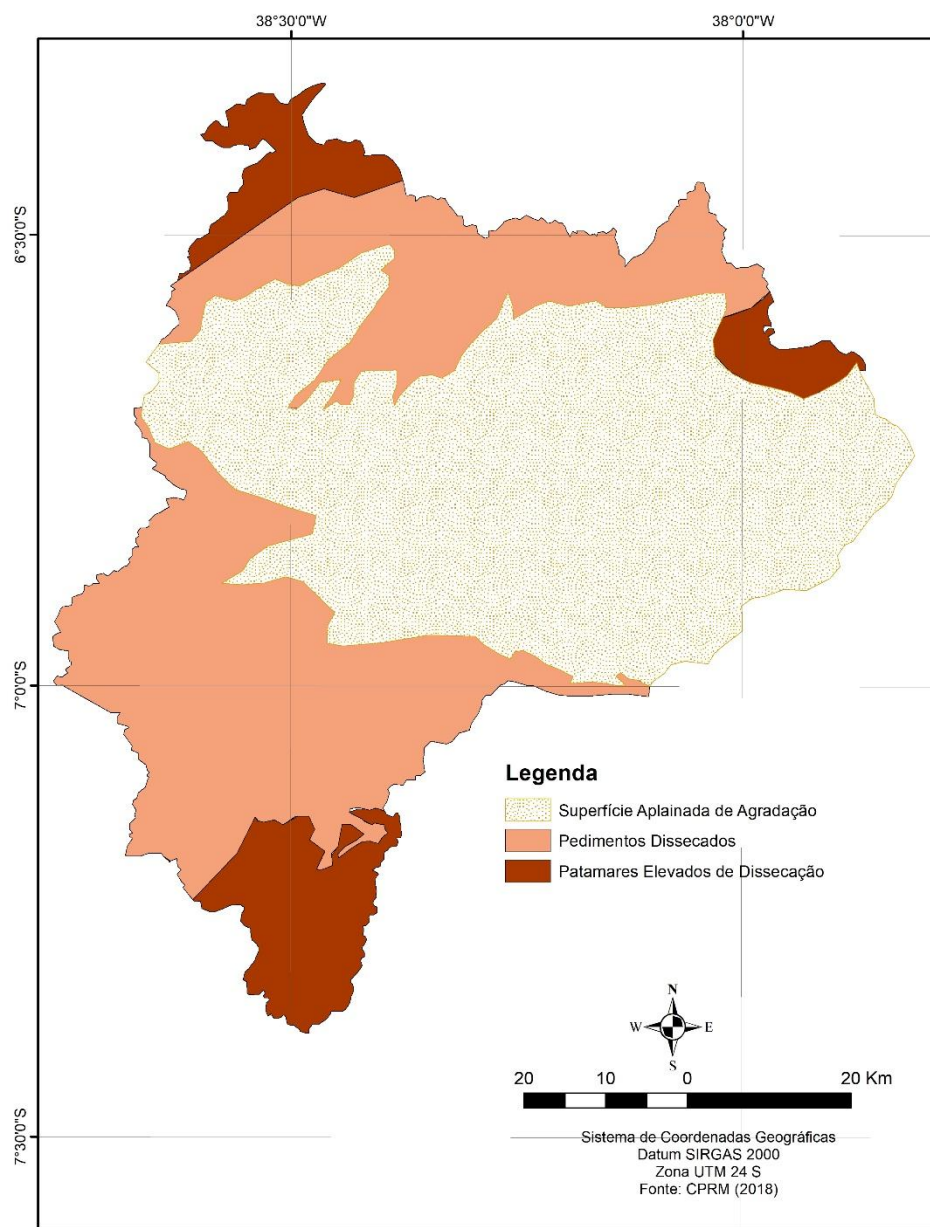 38°30'0"W
38°0'0"W
6°30'0"S
7°0'0"S
7°30'0"S
Legenda
Superfície Aplainada de Agradação
Pedimentos Dissecados
Patamares Elevados de Dissecação
N
W E
S
20 10 0 20 Km
Sistema de Coordenadas Geográficas
Datum SIRGAS 2000
Zona UTM 24 S
Fonte: CPRM (2018)